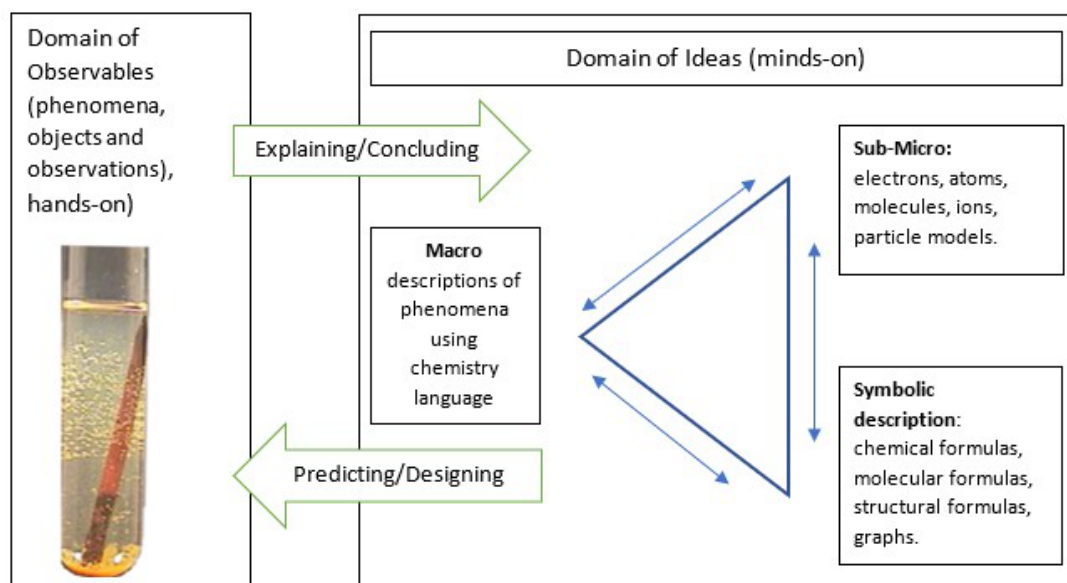 Domain of
Observables
(phenomena,
objects and
observations),
hands-on)
Domain of Ideas (minds-on)
Explaining/Concluding
Sub-Micro:
electrons, atoms,
molecules, ions,
particle models.
Macro
descriptions of
phenomena
using
chemistry
language
Predicting/Designing
Symbolic
description:
chemical formulas,
molecular formulas,
structural formulas,
graphs.